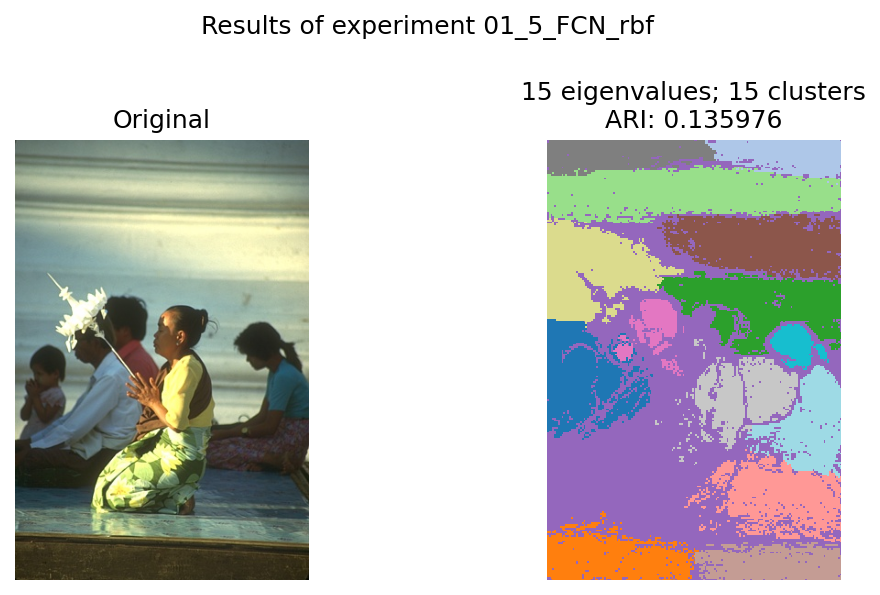 Results of experiment 01_5_FCN_rbf
Original
15 eigenvalues; 15 clusters
ARI: 0.135976